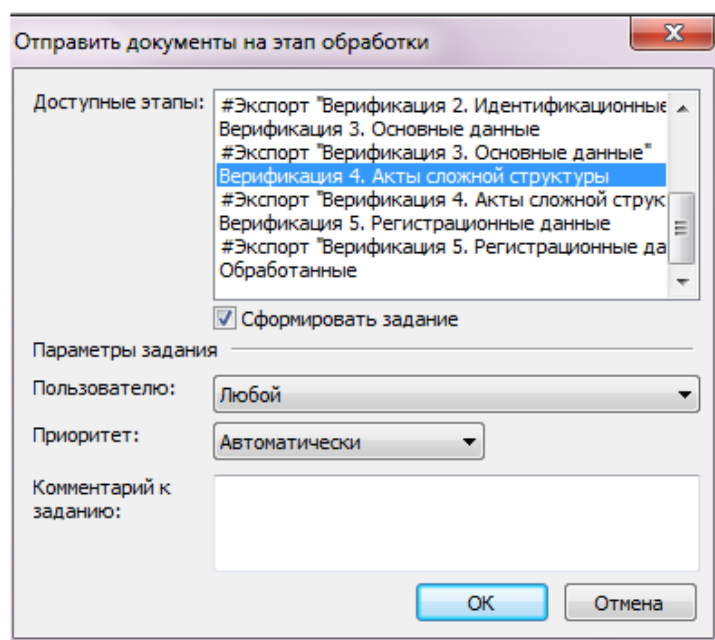 Отправить документы на этап обработки
Доступные этапы:
#Экспорт "Верификация 2. Идентификационные
Верификация 3. Основные данные
#Экспорт "Верификация 3. Основные данные"
Верификация 4. Акты сложной структуры
#Экспорт "Верификация 4. Акты сложной струк
Верификация 5. Регистрационные данные
#Экспорт "Верификация 5. Регистрационные да
Обработанные
Сформировать задание
Параметры задания
Пользователю:
Любой
Приоритет:
Автоматически
Комментарий к
заданию:
ОК
Отмена